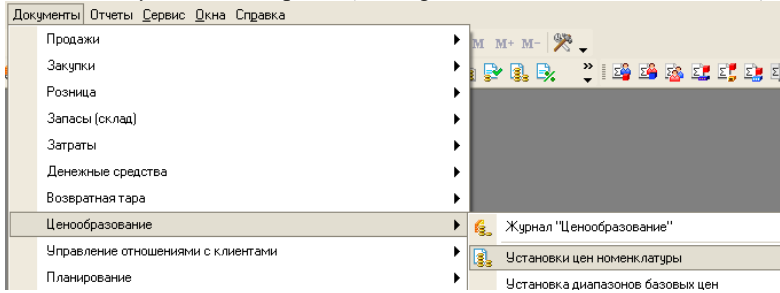 Документы Отчеты Сервис Окна Справка
M M+ M-
Продажи
Закупки
Розница
Запасы (склад)
Затраты
Денежные средства
Возвратная тара
Ценообразование
Журнал "Ценообразование"
Управление отношениями с клиентами
Установки цен номенклатуры
Планирование
Установка диапазонов базовых цен